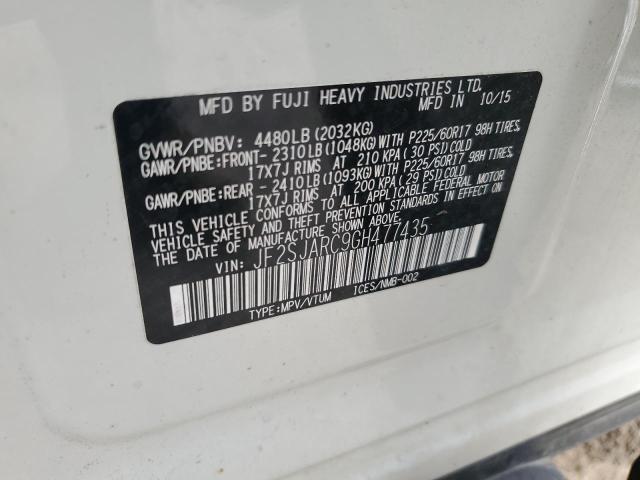 MFD BY FUJI HEAVY INDUSTRIES LTD.
MFD IN 10/15
GVWR/PNBV: 4480LB (2032KG)
GAWR/PNBE: FRONT- 2310LB (1048KG) WITH P225/60R17 98H TIRES,
17X7J RIMS AT 210 KPA (30 PSI) COLD
GAWR/PNBE: REAR - 2410LB (1093KG) WITH P225/60R17 98H TIRES,
17X7J RIMS AT 200 KPA (29 PSI) COLD
THIS VEHICLE CONFORMS TO ALL APPLICABLE FEDERAL MOTOR
VEHICLE SAFETY AND THEFT PREVENTION STANDARDS IN EFFECT
ON THE DATE OF MANUFACTURE SHOWN ABOVE.
VIN: JF2SJARC9GH477435
TYPE: MPV/VTUM ICES/NMB-002